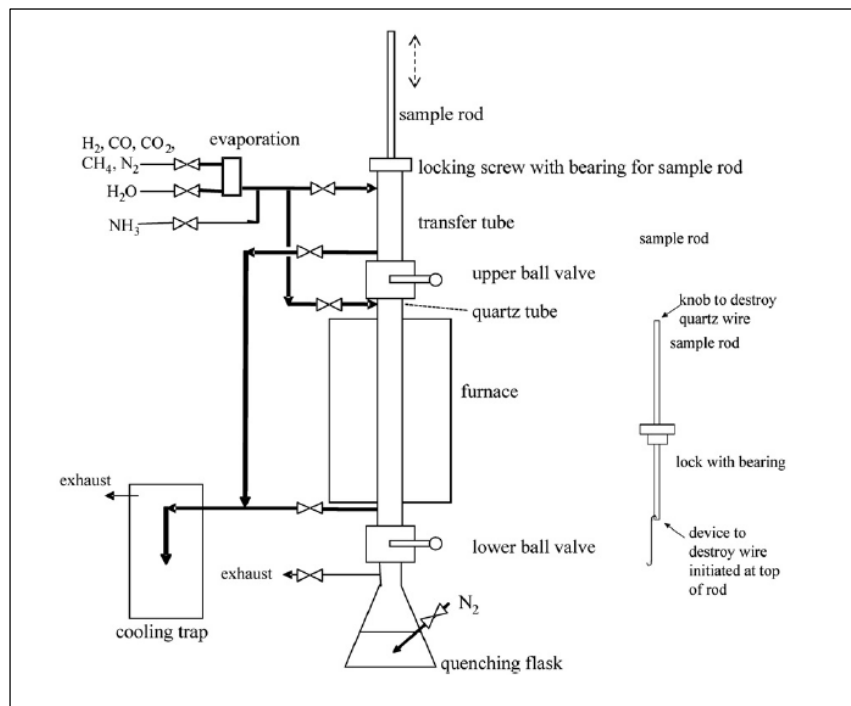 sample rod
evaporation
H₂, CO, CO₂,
CH₄, N₂
H₂O
NH₃
locking screw with bearing for sample rod
transfer tube
upper ball valve
quartz tube
furnace
exhaust
cooling trap
lower ball valve
exhaust
N₂
quenching flask
sample rod
knob to destroy
quartz wire
sample rod
lock with bearing
device to
destroy wire
initiated at top
of rod